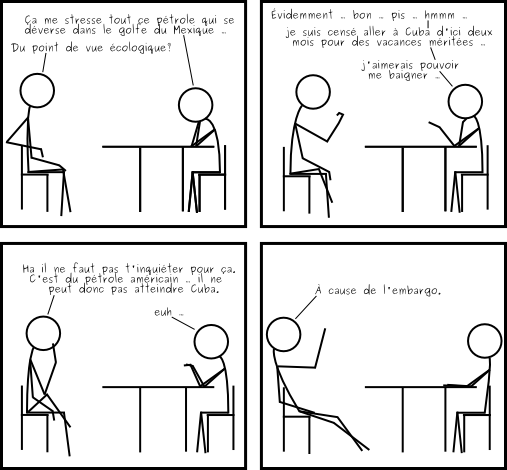 Ça me stresse tout ce pétrole qui se
déverse dans le golfe du Mexique …
Du point de vue écologique?
Évidemment … bon … pis … hmmm …
je suis censé aller à Cuba d'ici deux
mois pour des vacances méritées …
j'aimerais pouvoir
me baigner …
Ha il ne faut pas t'inquiéter pour ça.
C'est du pétrole américain … il ne
peut donc pas atteindre Cuba.
euh …
À cause de l'embargo.